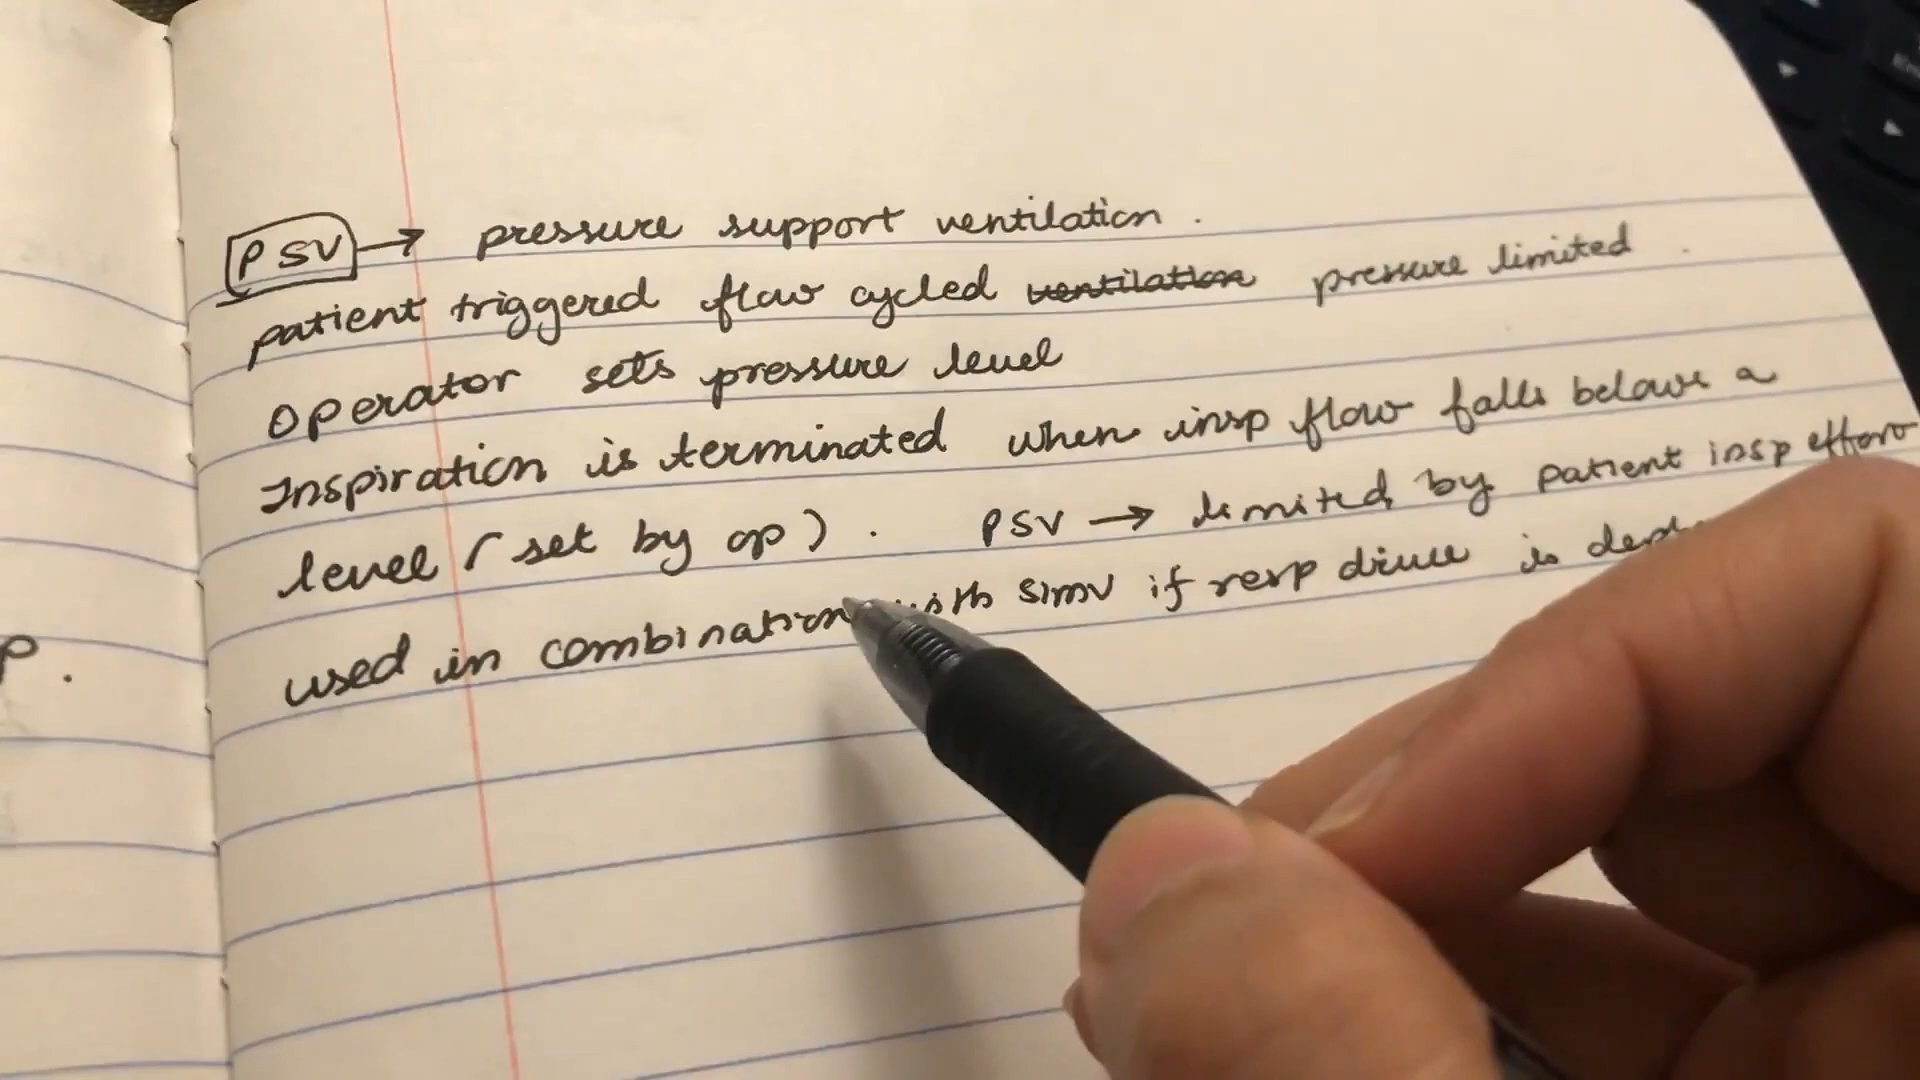 PSV → pressure support ventilation .
patient triggered flow cycled ventilation pressure limited .
Operator sets pressure level
Inspiration is terminated when insp flow falls below a
level (set by op) . PSV → limited by patient insp effort
used in combination with SIMV if resp drive is
P.